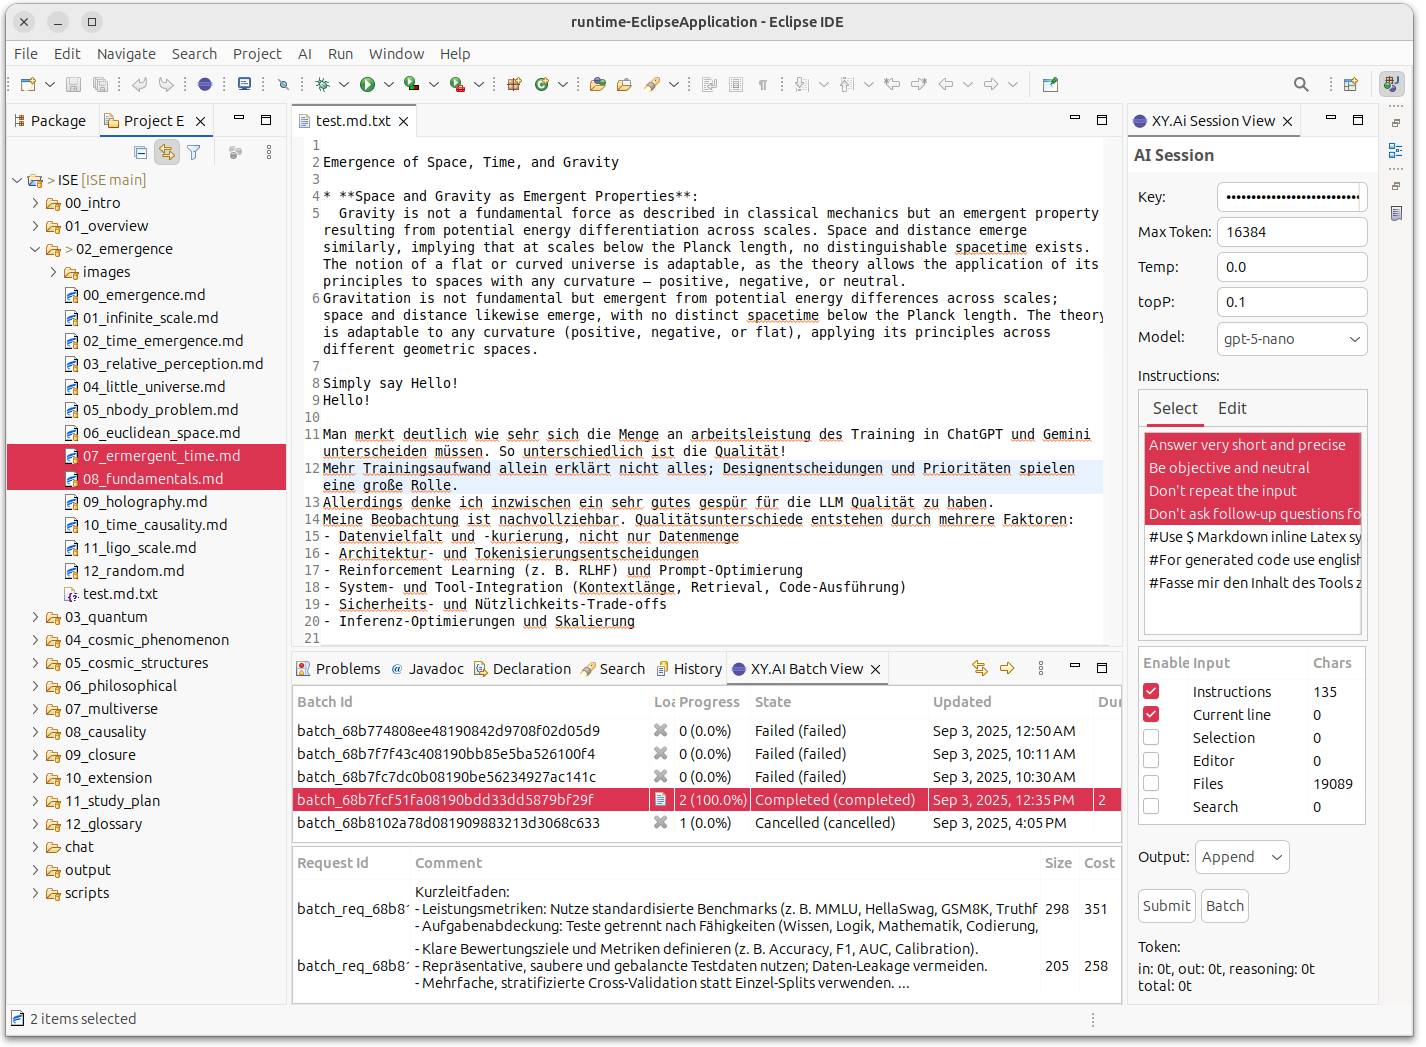 runtime-EclipseApplication - Eclipse IDE
File Edit Navigate Search Project AI Run Window Help
Package
Project E
> ISE [ISE main]
00_intro
01_overview
> 02_emergence
images
00_emergence.md
01_infinite_scale.md
02_time_emergence.md
03_relative_perception.md
04_little_universe.md
05_nbody_problem.md
06_euclidean_space.md
07_ermergent_time.md
08_fundamentals.md
09_holography.md
10_time_causality.md
11_ligo_scale.md
12_random.md
test.md.txt
03_quantum
04_cosmic_phenomenon
05_cosmic_structures
06_philosophical
07_multiverse
08_causality
09_closure
10_extension
11_study_plan
12_glossary
chat
output
scripts
test.md.txt
1
2 Emergence of Space, Time, and Gravity
3
4 * **Space and Gravity as Emergent Properties**:
5 Gravity is not a fundamental force as described in classical mechanics but an emergent property
resulting from potential energy differentiation across scales. Space and distance emerge
similarly, implying that at scales below the Planck length, no distinguishable spacetime exists.
The notion of a flat or curved universe is adaptable, as the theory allows the application of its
principles to spaces with any curvature – positive, negative, or neutral.
6 Gravitation is not fundamental but emergent from potential energy differences across scales;
space and distance likewise emerge, with no distinct spacetime below the Planck length. The theory
is adaptable to any curvature (positive, negative, or flat), applying its principles across
different geometric spaces.
7
8 Simply say Hello!
9 Hello!
10
11 Man merkt deutlich wie sehr sich die Menge an arbeitsleistung des Training in ChatGPT und Gemini
unterscheiden müssen. So unterschiedlich ist die Qualität!
12 Mehr Trainingsaufwand allein erklärt nicht alles; Designentscheidungen und Prioritäten spielen
eine große Rolle.
13 Allerdings denke ich inzwischen ein sehr gutes gespür für die LLM Qualität zu haben.
14 Meine Beobachtung ist nachvollziehbar. Qualitätsunterschiede entstehen durch mehrere Faktoren:
15 - Datenvielfalt und -kurierung, nicht nur Datenmenge
16 - Architektur- und Tokenisierungsentscheidungen
17 - Reinforcement Learning (z. B. RLHF) und Prompt-Optimierung
18 - System- und Tool-Integration (Kontextlänge, Retrieval, Code-Ausführung)
19 - Sicherheits- und Nützlichkeits-Trade-offs
20 - Inferenz-Optimierungen und Skalierung
21
Problems @ Javadoc Declaration Search History XY.AI Batch View
Batch Id Loa Progress State Updated Dur
batch_68b774808ee48190842d9708f02d05d9 0 (0.0%) Failed (failed) Sep 3, 2025, 12:50 AM
batch_68b7f7f43c408190bb85e5ba526100f4 0 (0.0%) Failed (failed) Sep 3, 2025, 10:11 AM
batch_68b7fc7dc0b08190be56234927ac141c 0 (0.0%) Failed (failed) Sep 3, 2025, 10:30 AM
batch_68b7fcf51fa08190bdd33dd5879bf29f 2 (100.0%) Completed (completed) Sep 3, 2025, 12:35 PM 2
batch_68b8102a78d081909883213d3068c633 1 (0.0%) Cancelled (cancelled) Sep 3, 2025, 4:05 PM
Request Id Comment Size Cost
Kurzleitfaden:
batch_req_68b81 - Leistungsmetriken: Nutze standardisierte Benchmarks (z. B. MMLU, HellaSwag, GSM8K, Truthf 298 351
- Aufgabenabdeckung: Teste getrennt nach Fähigkeiten (Wissen, Logik, Mathematik, Codierung,
- Klare Bewertungsziele und Metriken definieren (z. B. Accuracy, F1, AUC, Calibration).
batch_req_68b81 - Repräsentative, saubere und gebalancte Testdaten nutzen; Daten-Leakage vermeiden. 205 258
- Mehrfache, stratifizierte Cross-Validation statt Einzel-Splits verwenden. ...
XY.Ai Session View
AI Session
Key: ••••••••••••••••••••••••••
Max Token: 16384
Temp: 0.0
topP: 0.1
Model: gpt-5-nano
Instructions:
Select Edit
Answer very short and precise
Be objective and neutral
Don't repeat the input
Don't ask follow-up questions fo
#Use $ Markdown inline Latex sy
#For generated code use english
#Fasse mir den Inhalt des Tools z
Enable Input Chars
Instructions 135
Current line 0
Selection 0
Editor 0
Files 19089
Search 0
Output: Append
Submit Batch
Token:
in: 0t, out: 0t, reasoning: 0t
total: 0t
2 items selected